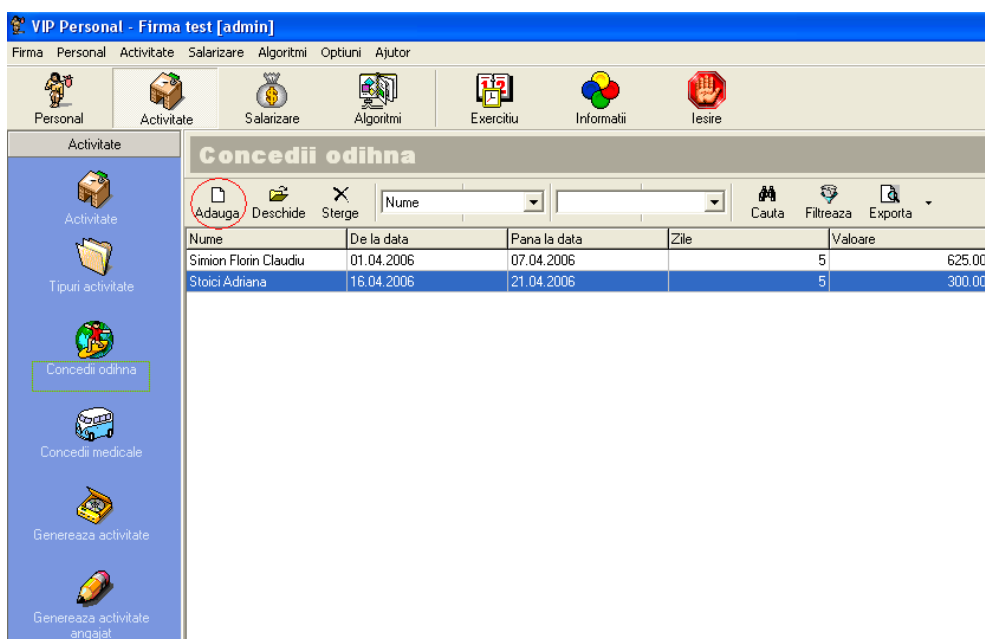 VIP Personal - Firma test [admin]
Firma Personal Activitate Salarizare Algoritmi Optiuni Ajutor
Personal Activitate Salarizare Algoritmi Exercitiu Informatii Iesire
Activitate
Concedii odihna
Adauga Deschide Sterge Nume Cauta Filtreaza Exporta
Nume De la data Pana la data Zile Valoare
Simion Florin Claudiu 01.04.2006 07.04.2006 5 625.00
Stoici Adriana 16.04.2006 21.04.2006 5 300.00
Activitate
Tipuri activitate
Concedii odihna
Concedii medicale
Genereaza activitate
Genereaza activitate
angajat